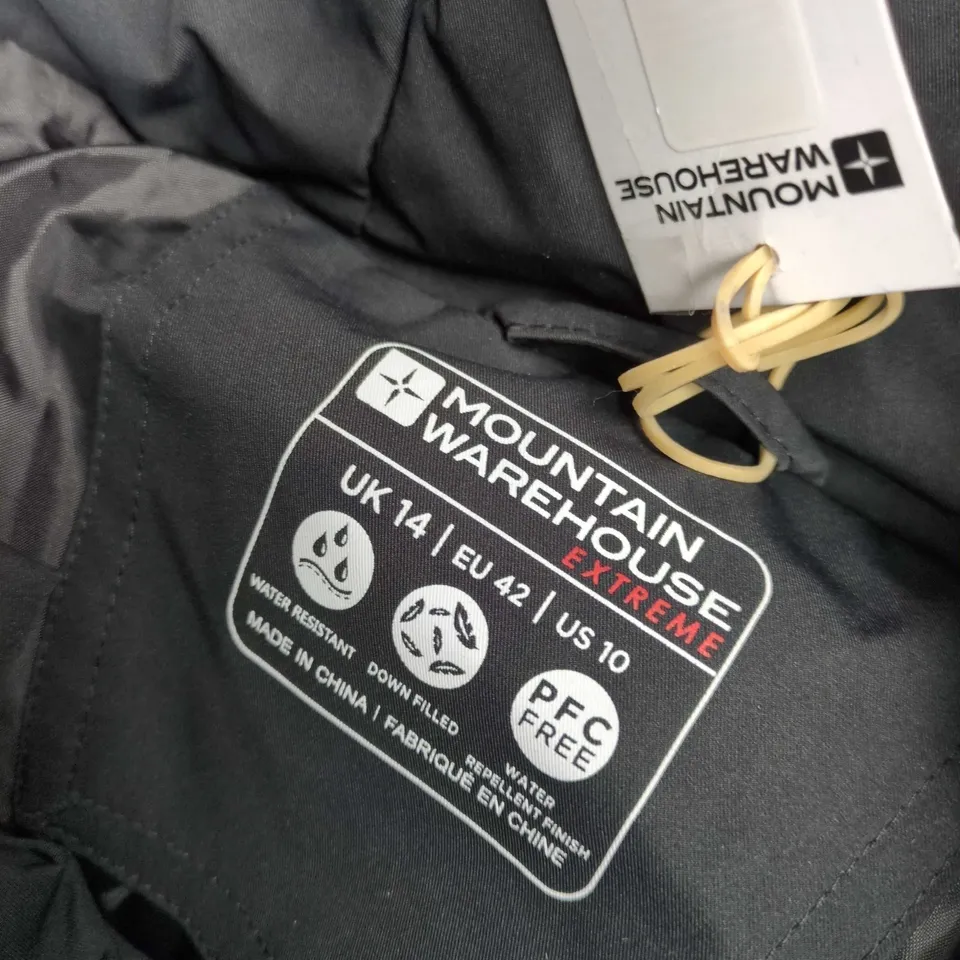 MOUNTAIN
WAREHOUSE
MOUNTAIN
WAREHOUSE
EXTREME
UK 14 | EU 42 | US 10
WATER RESISTANT
DOWN FILLED
PFC
FREE
WATER
REPELLENT FINISH
MADE IN CHINA | FABRIQUÉ EN CHINE